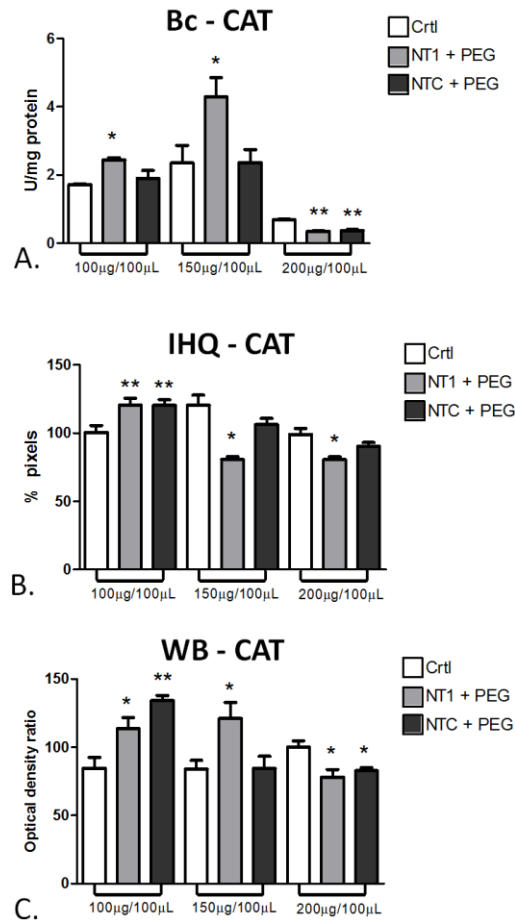 Bc - CAT
Crtl
NT1 + PEG
NTC + PEG
U/mg protein
6
4
2
0
*
*
** **
100µg/100µL 150µg/100µL 200µg/100µL
A.
IHQ - CAT
Crtl
NT1 + PEG
NTC + PEG
% pixels
150
100
50
0
** **
*
*
100µg/100µL 150µg/100µL 200µg/100µL
B.
WB - CAT
Crtl
NT1 + PEG
NTC + PEG
Optical density ratio
150
100
50
0
* **
*
* *
100µg/100µL 150µg/100µL 200µg/100µL
C.